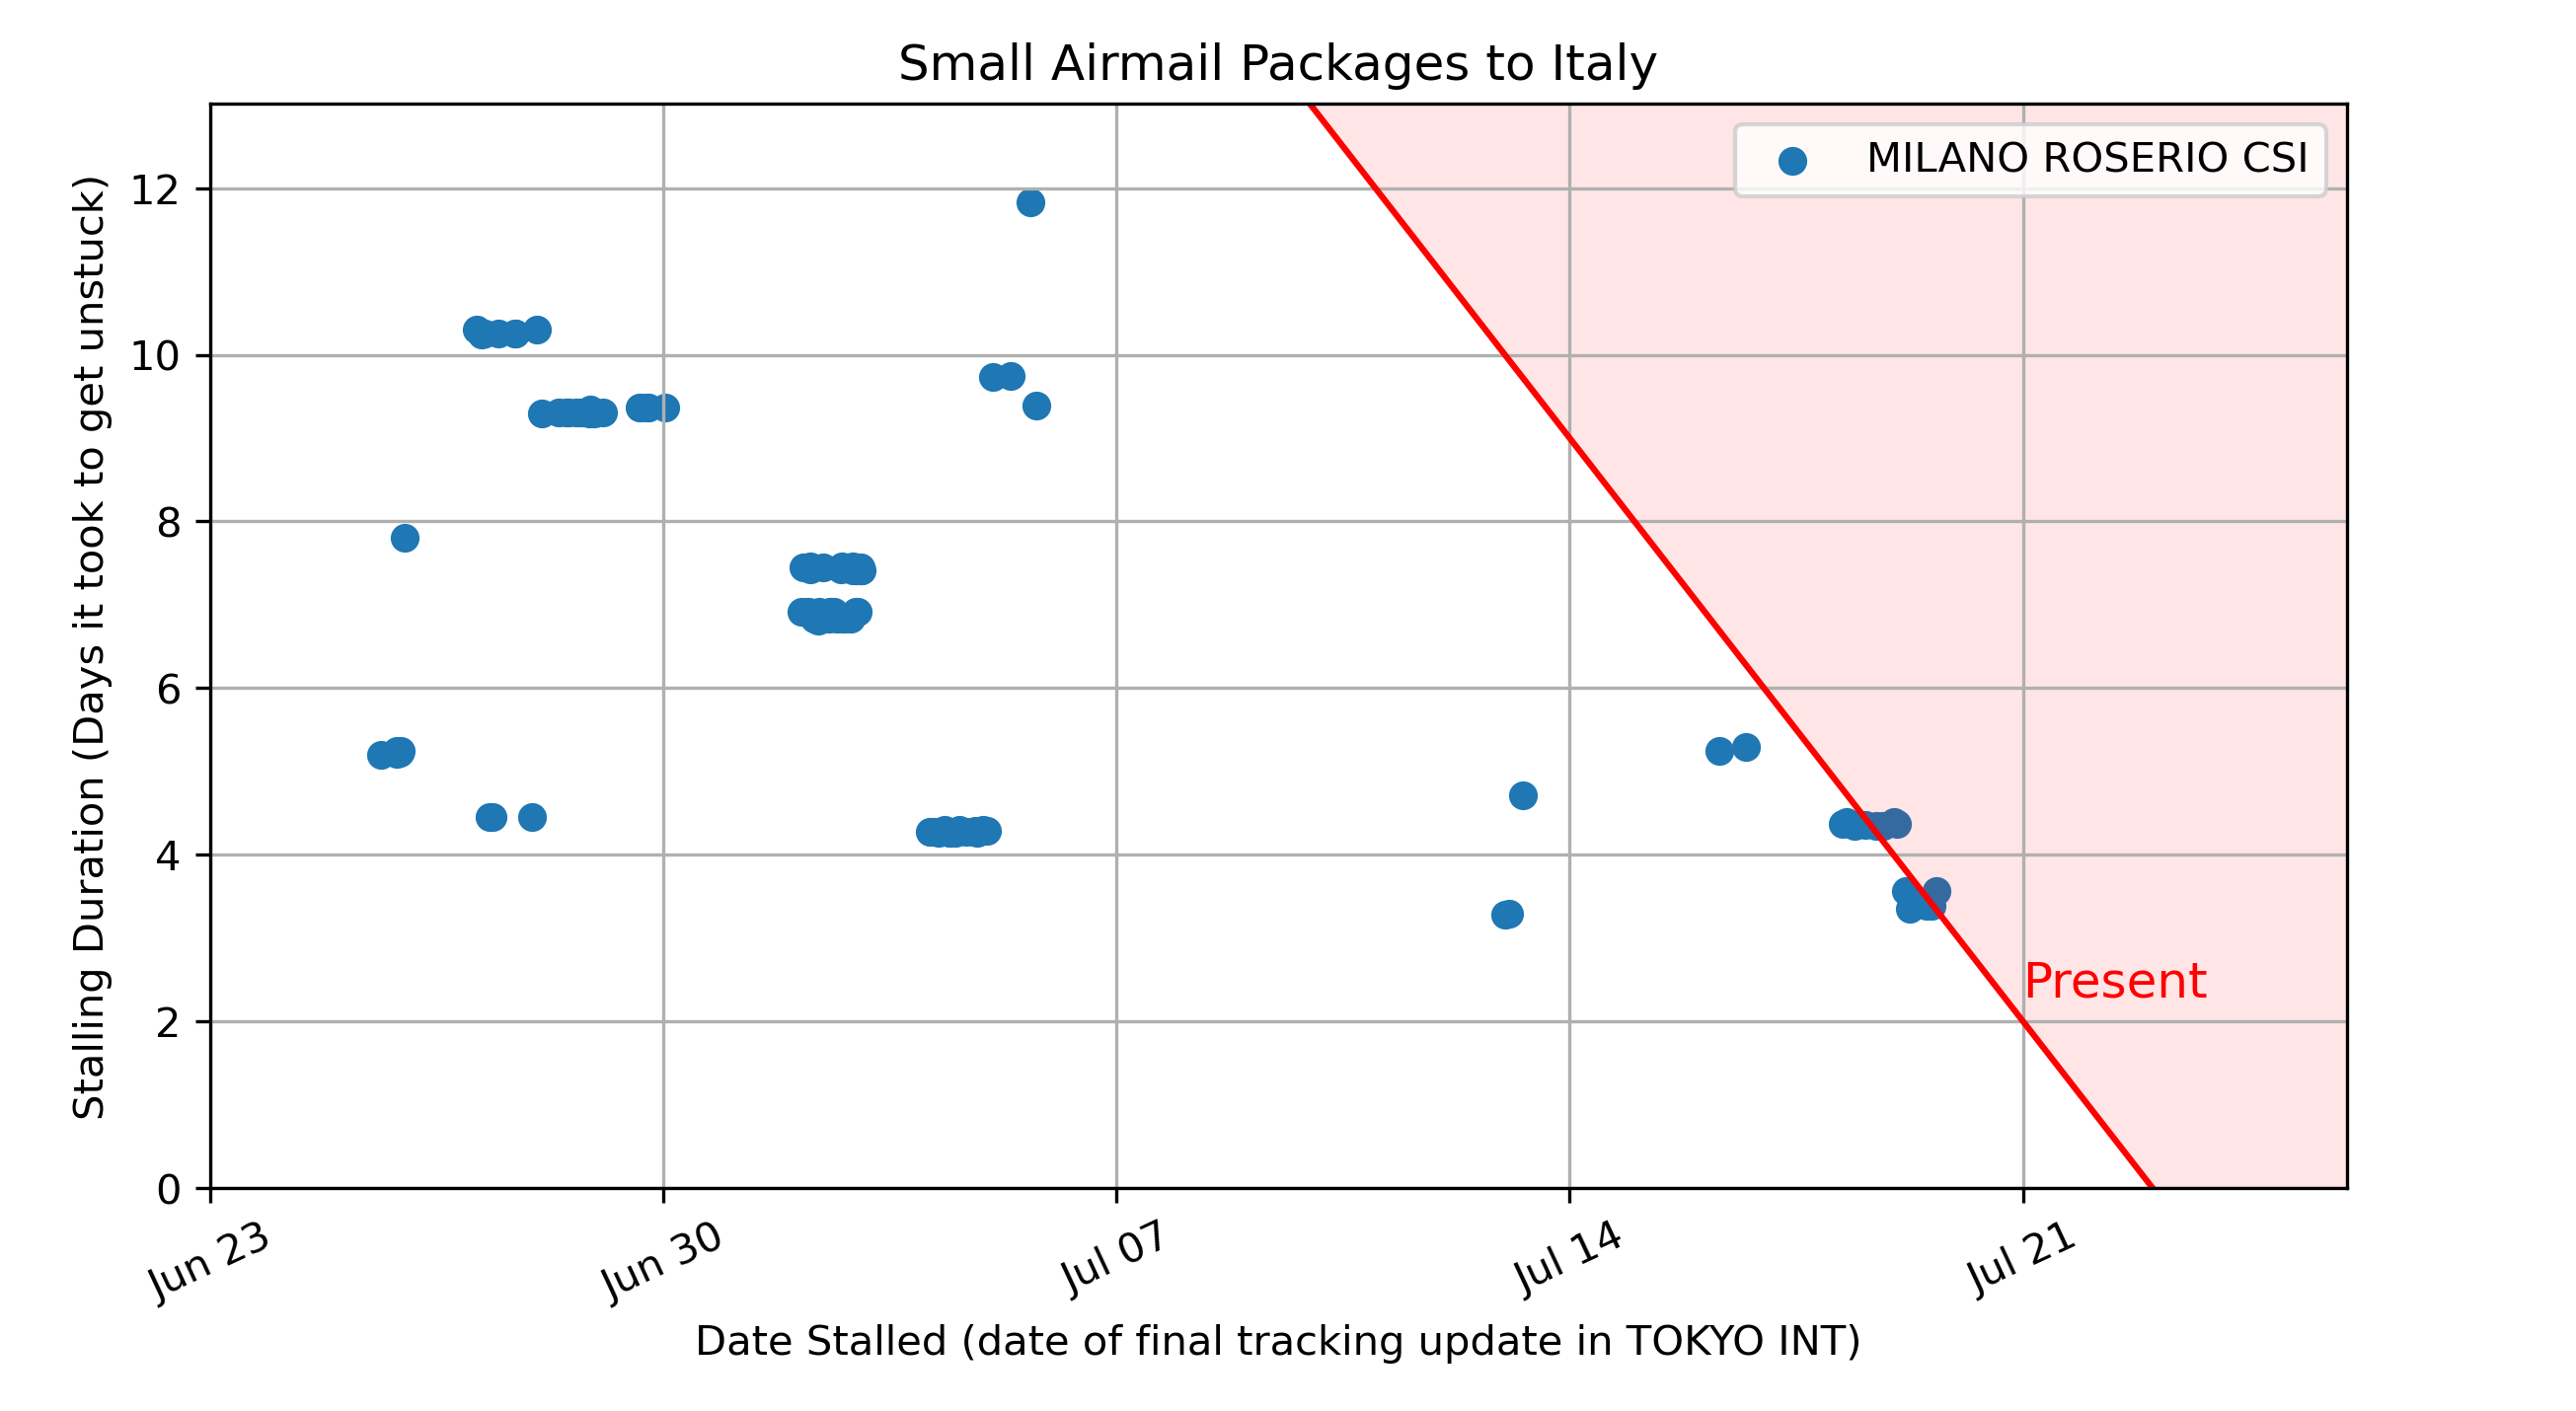 Small Airmail Packages to Italy
MILANO ROSERIO CSI
Stalling Duration (Days it took to get unstuck)
12
10
8
6
4
2
0
Present
Jun 23
Jun 30
Jul 07
Jul 14
Jul 21
Date Stalled (date of final tracking update in TOKYO INT)